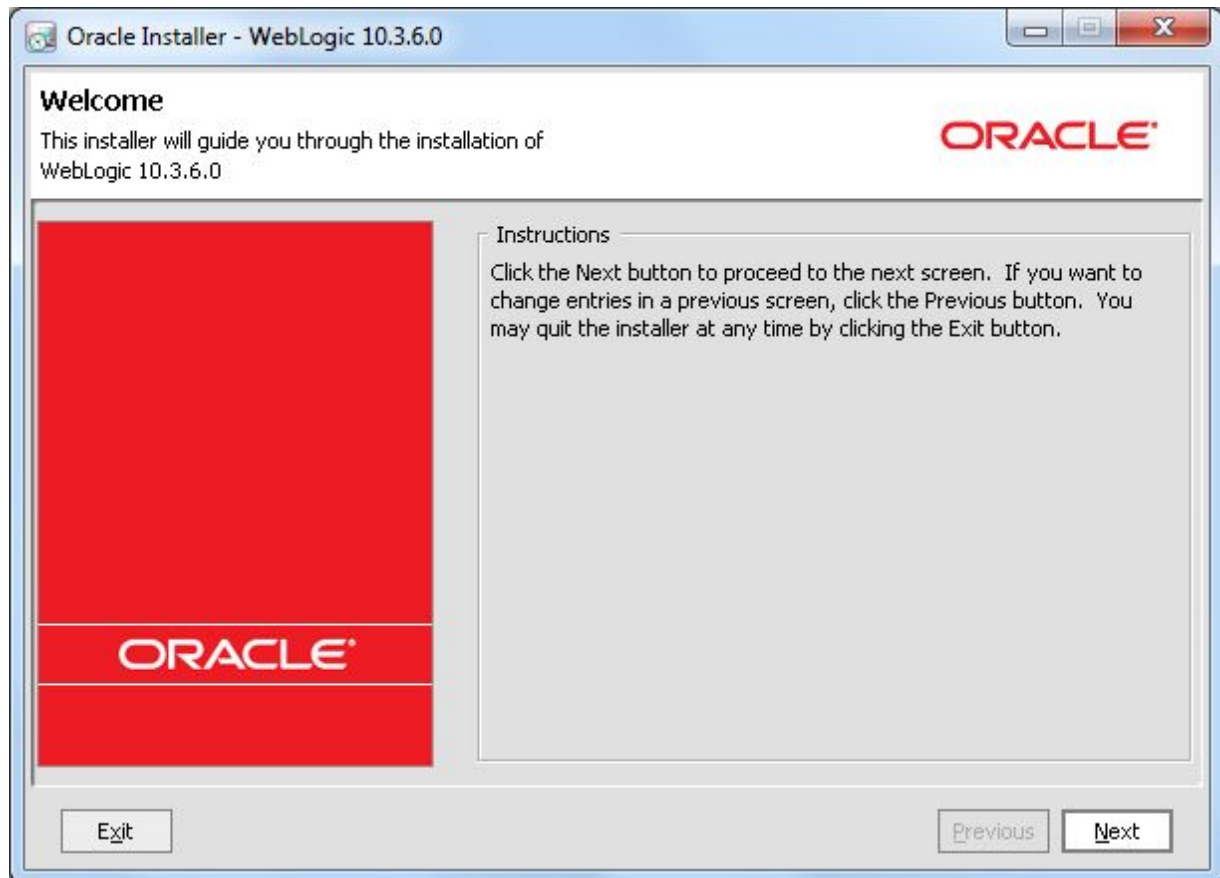 Oracle Installer - WebLogic 10.3.6.0
Welcome
This installer will guide you through the installation of
WebLogic 10.3.6.0
ORACLE
Instructions
Click the Next button to proceed to the next screen. If you want to
change entries in a previous screen, click the Previous button. You
may quit the installer at any time by clicking the Exit button.
ORACLE
Exit
Previous
Next